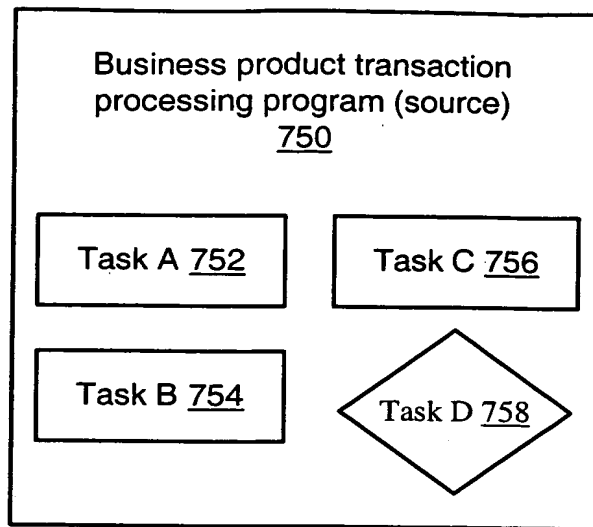 Business product transaction
processing program (source)
750
Task A 752
Task C 756
Task B 754
Task D 758